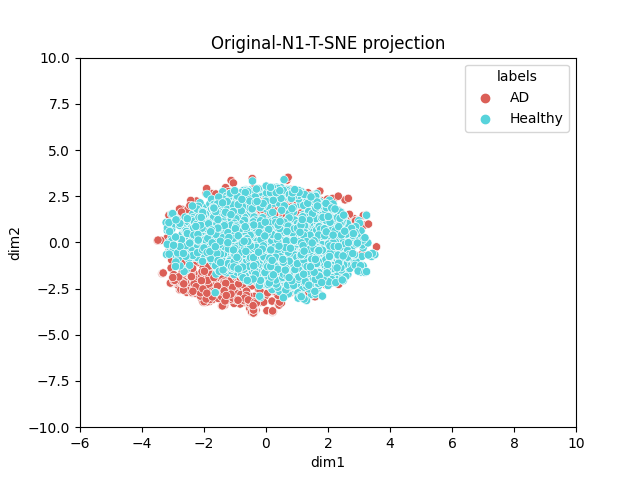 Original-N1-T-SNE projection
labels
AD
Healthy
dim2
10.0
7.5
5.0
2.5
0.0
−2.5
−5.0
−7.5
−10.0
−6 −4 −2 0 2 4 6 8 10
dim1